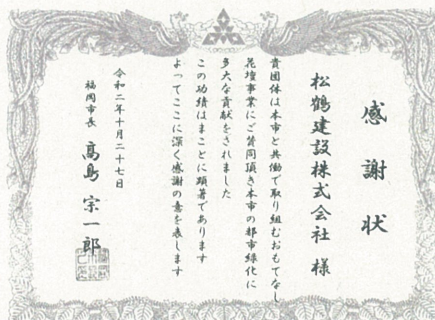 感謝状
松鶴建設株式会社 様
貴団体は本市と共働で取り組むおもてなし
花壇事業にご賛同頂き本市の都市緑化に
多大な貢献をされました
この功績はまことに顕著であります
よってここに深く感謝の意を表します
令和二年十月二十七日
福岡市長 高島 宗一郎